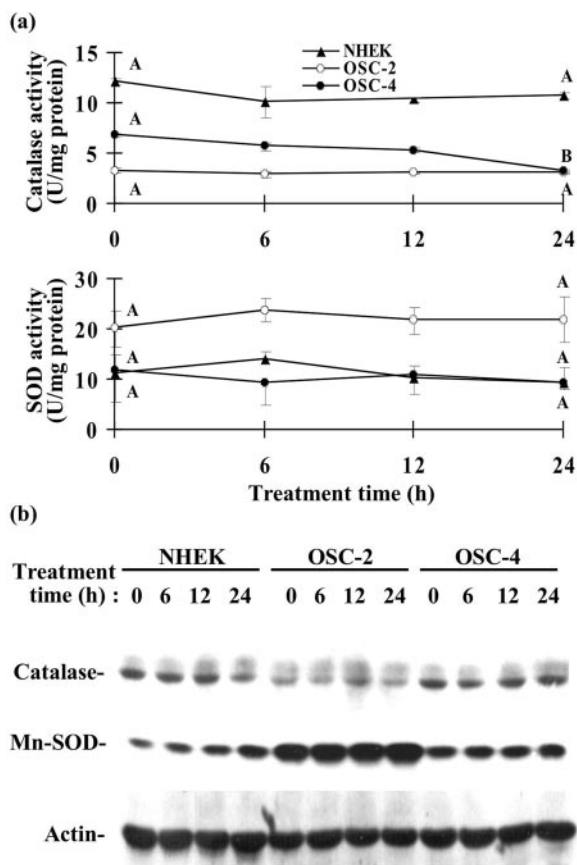 (a)
NHEK
OSC-2
OSC-4
Catalase activity
(U/mg protein)
15
10
5
0
A
A
A
A
B
A
0 6 12 24
SOD activity
(U/mg protein)
30
20
10
0
A
A
A
A
A
A
0 6 12 24
Treatment time (h)
(b)
NHEK OSC-2 OSC-4
Treatment
time (h) : 0 6 12 24 0 6 12 24 0 6 12 24
Catalase-
Mn-SOD-
Actin-